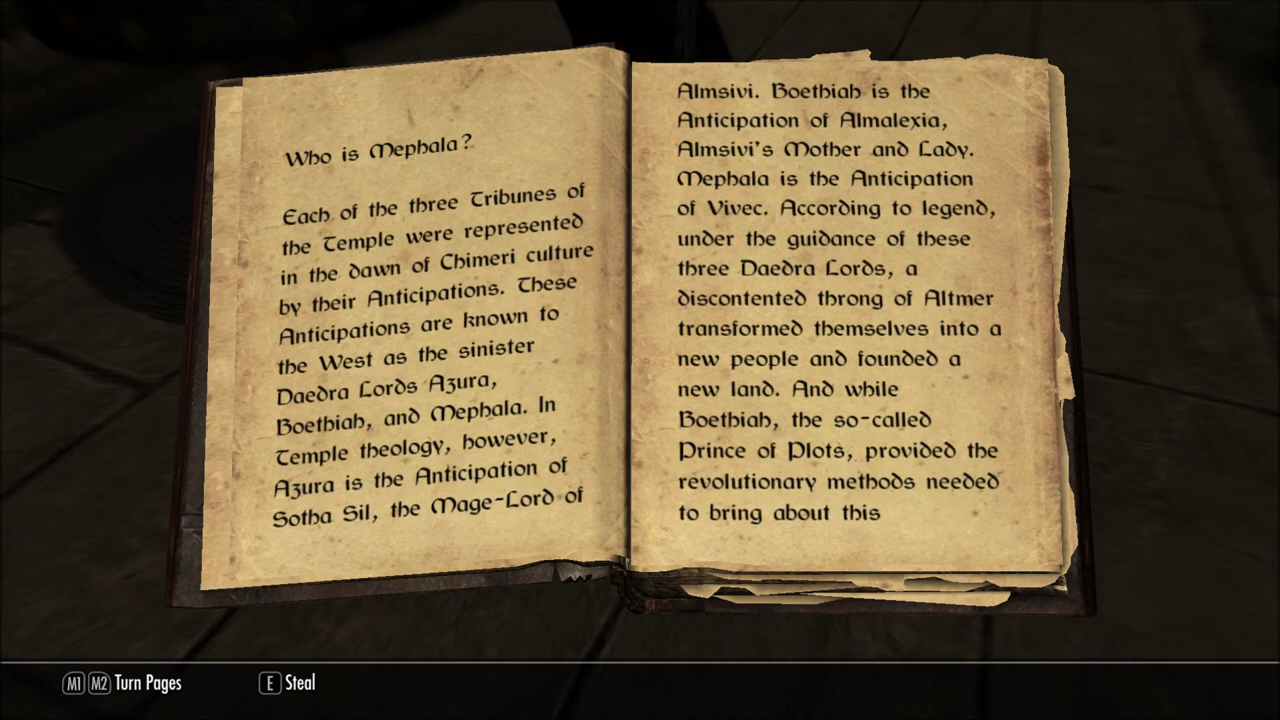 Who is Mephala?
Each of the three Tribunes of
the Temple were represented
in the dawn of Chimeri culture
by their Anticipations. These
Anticipations are known to
the West as the sinister
Daedra Lords Azura,
Boethiah, and Mephala. In
Temple theology, however,
Azura is the Anticipation of
Sotha Sil, the Mage-Lord of
Almsivi. Boethiah is the
Anticipation of Almalexia,
Almsivi's Mother and Lady.
Mephala is the Anticipation
of Vivec. According to legend,
under the guidance of these
three Daedra Lords, a
discontented throng of Altmer
transformed themselves into a
new people and founded a
new land. And while
Boethiah, the so-called
Prince of Plots, provided the
revolutionary methods needed
to bring about this
M1 M2 Turn Pages E Steal